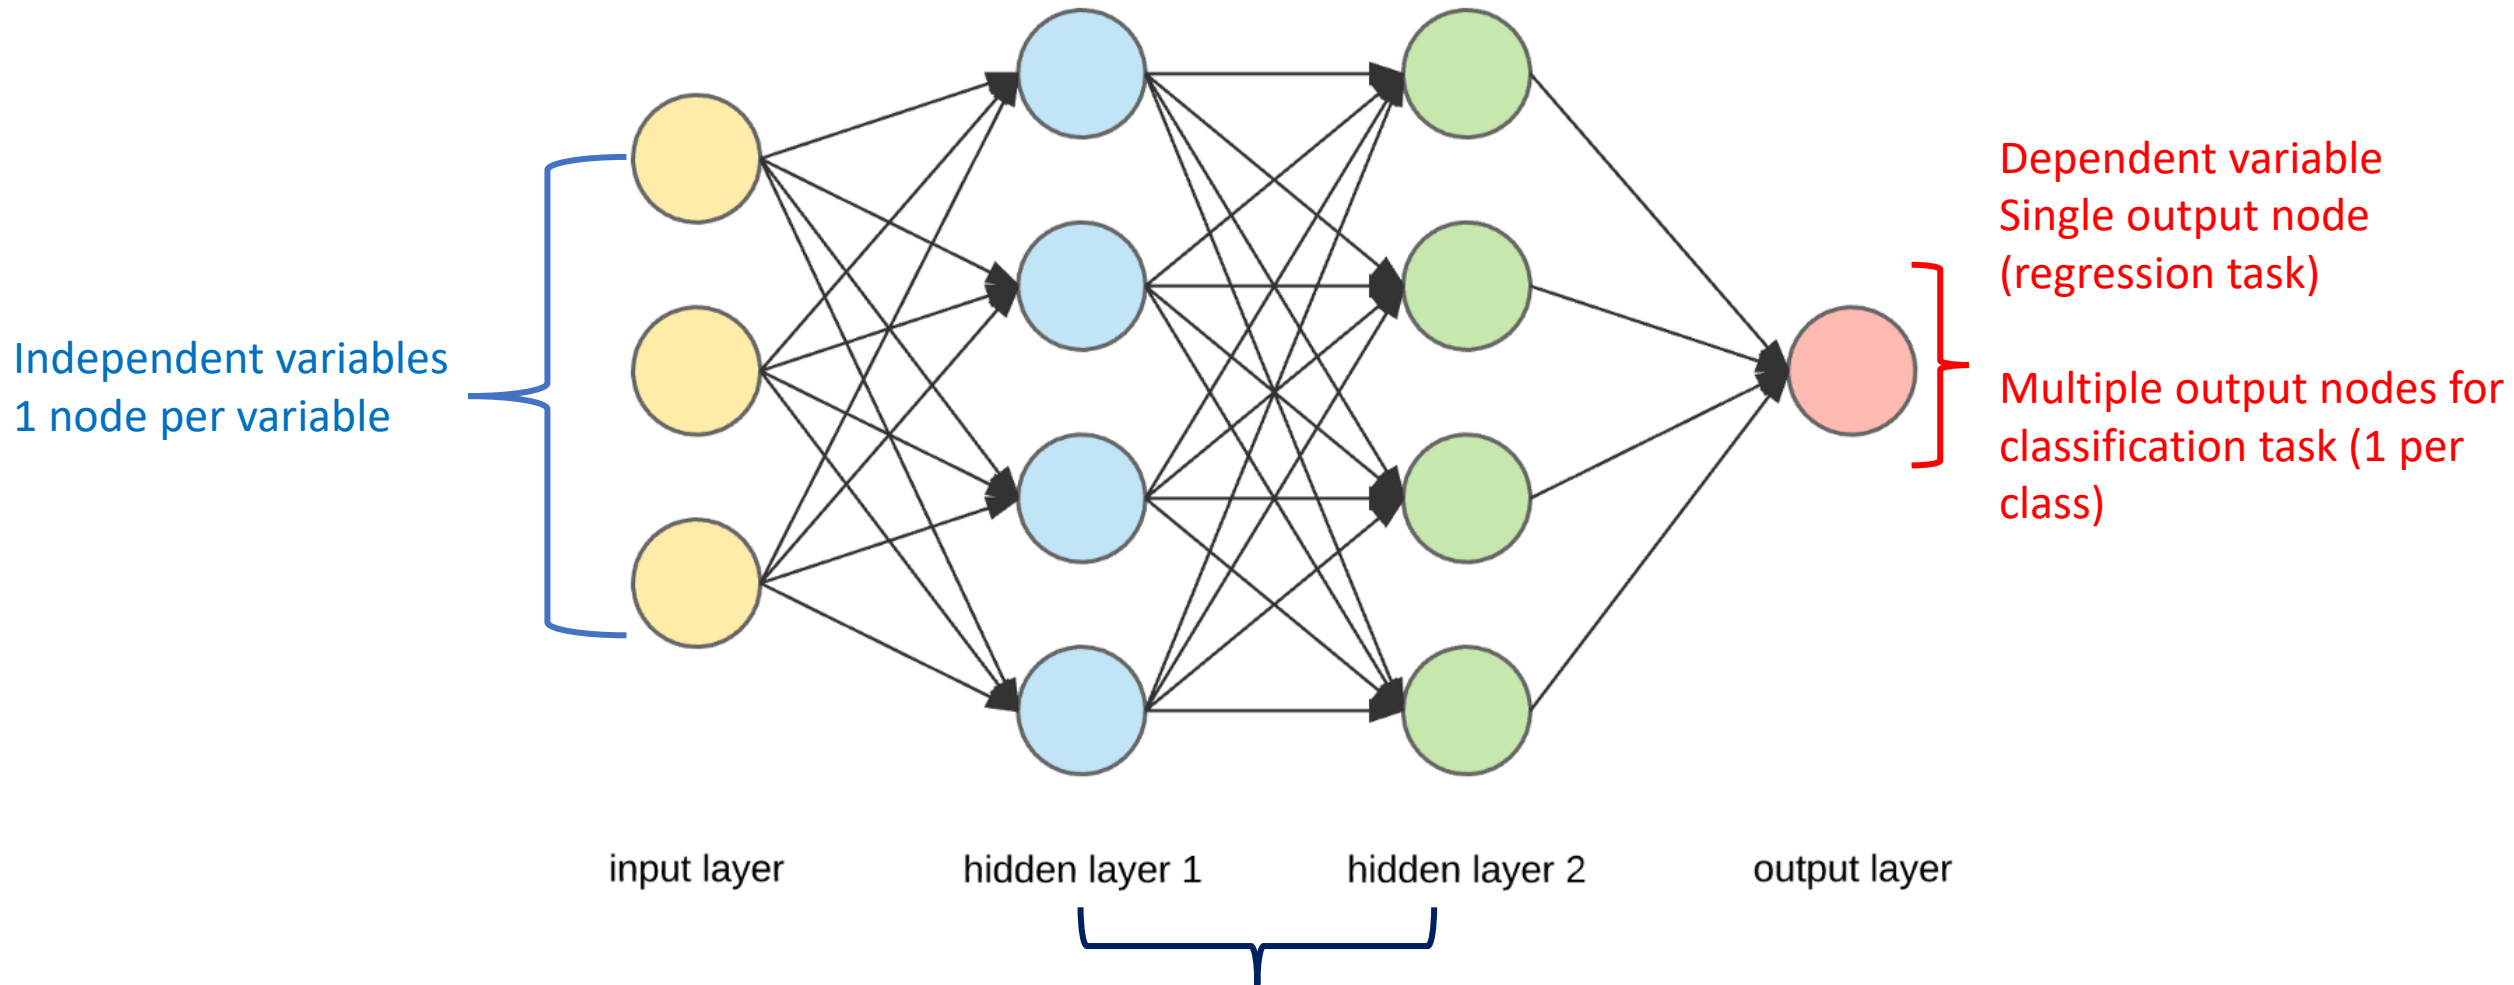 Independent variables
1 node per variable
Dependent variable
Single output node
(regression task)
Multiple output nodes for
classification task (1 per
class)
input layer
hidden layer 1
hidden layer 2
output layer